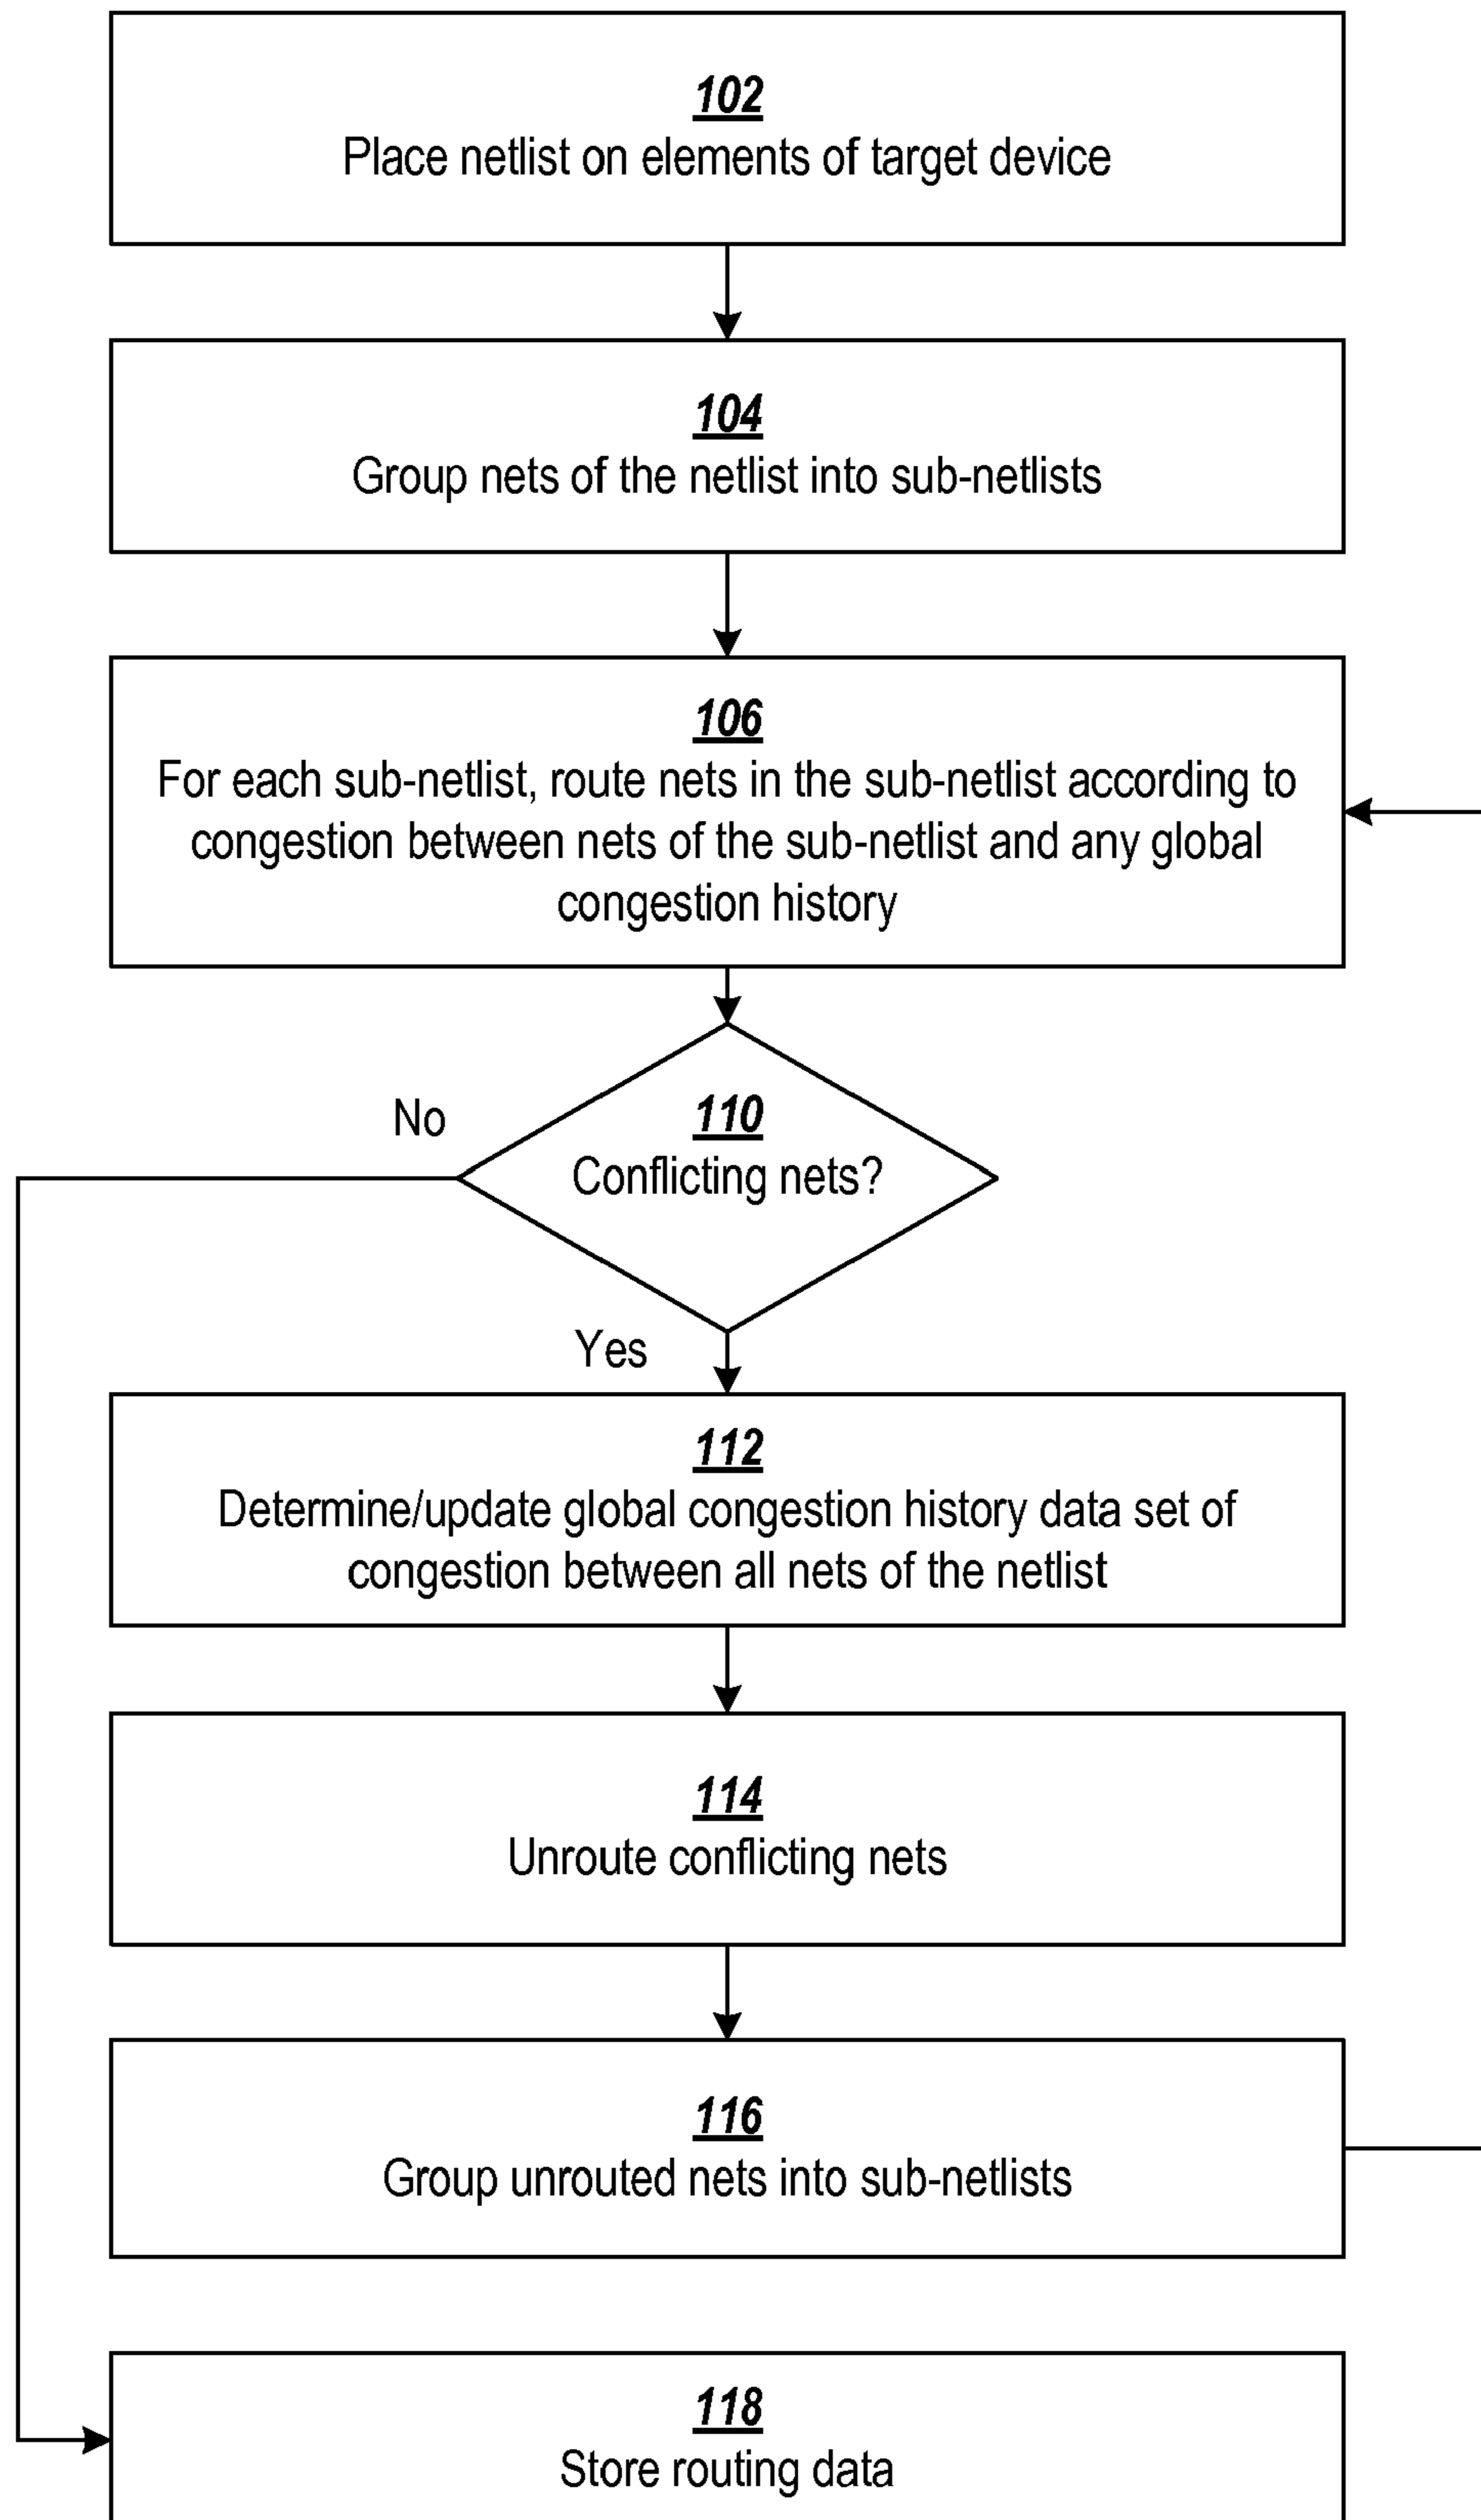 102
Place netlist on elements of target device
104
Group nets of the netlist into sub-netlists
106
For each sub-netlist, route nets in the sub-netlist according to
congestion between nets of the sub-netlist and any global
congestion history
No
110
Conflicting nets?
Yes
112
Determine/update global congestion history data set of
congestion between all nets of the netlist
114
Unroute conflicting nets
116
Group unrouted nets into sub-netlists
118
Store routing data